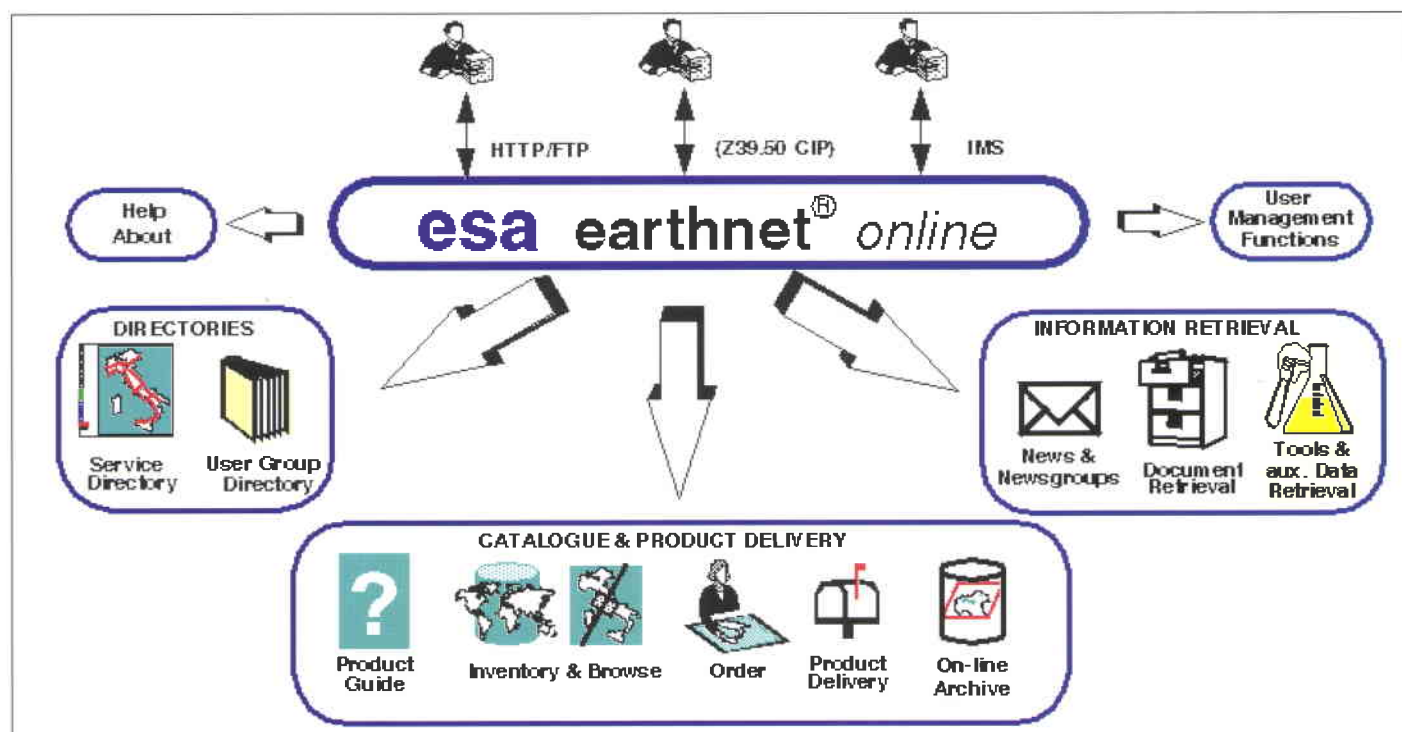 HTTP/FTP
(Z39.50 CIP)
IMS
Help
About
esa earthnet® online
User
Management
Functions
DIRECTORIES
Service
Directory
User Group
Directory
INFORMATION RETRIEVAL
News &
Newsgroups
Document
Retrieval
Tools &
aux. Data
Retrieval
CATALOGUE & PRODUCT DELIVERY
?
Product
Guide
Inventory & Browse
Order
Product
Delivery
On-line
Archive